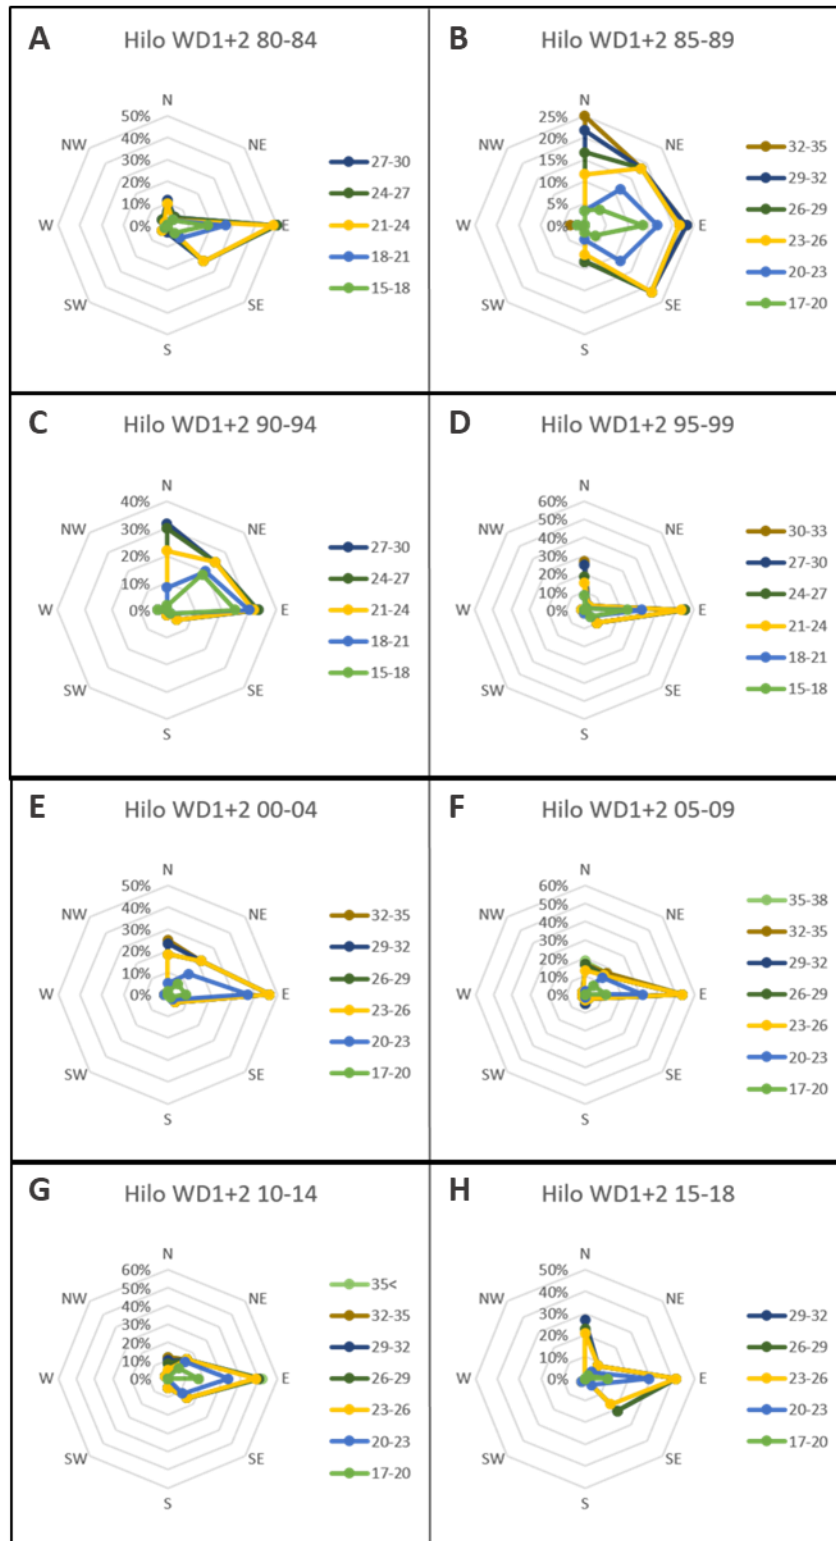 A
Hilo WD1+2 80-84
N
50%
NW
NE
40%
30%
20%
10%
W
0%
E
SW
SE
S
27-30
24-27
21-24
18-21
15-18
B
Hilo WD1+2 85-89
N
25%
NW
NE
20%
15%
10%
5%
W
0%
E
SW
SE
S
32-35
29-32
26-29
23-26
20-23
17-20
C
Hilo WD1+2 90-94
N
40%
NW
NE
30%
20%
10%
W
0%
E
SW
SE
S
27-30
24-27
21-24
18-21
15-18
D
Hilo WD1+2 95-99
N
60%
NW
NE
50%
40%
30%
20%
10%
W
0%
E
SW
SE
S
30-33
27-30
24-27
21-24
18-21
15-18
E
Hilo WD1+2 00-04
N
50%
NW
NE
40%
30%
20%
10%
W
0%
E
SW
SE
S
32-35
29-32
26-29
23-26
20-23
17-20
F
Hilo WD1+2 05-09
N
60%
NW
NE
50%
40%
30%
20%
10%
W
0%
E
SW
SE
S
35-38
32-35
29-32
26-29
23-26
20-23
17-20
G
Hilo WD1+2 10-14
N
60%
NW
NE
50%
40%
30%
20%
10%
W
0%
E
SW
SE
S
35<
32-35
29-32
26-29
23-26
20-23
17-20
H
Hilo WD1+2 15-18
N
50%
NW
NE
40%
30%
20%
10%
W
0%
E
SW
SE
S
29-32
26-29
23-26
20-23
17-20